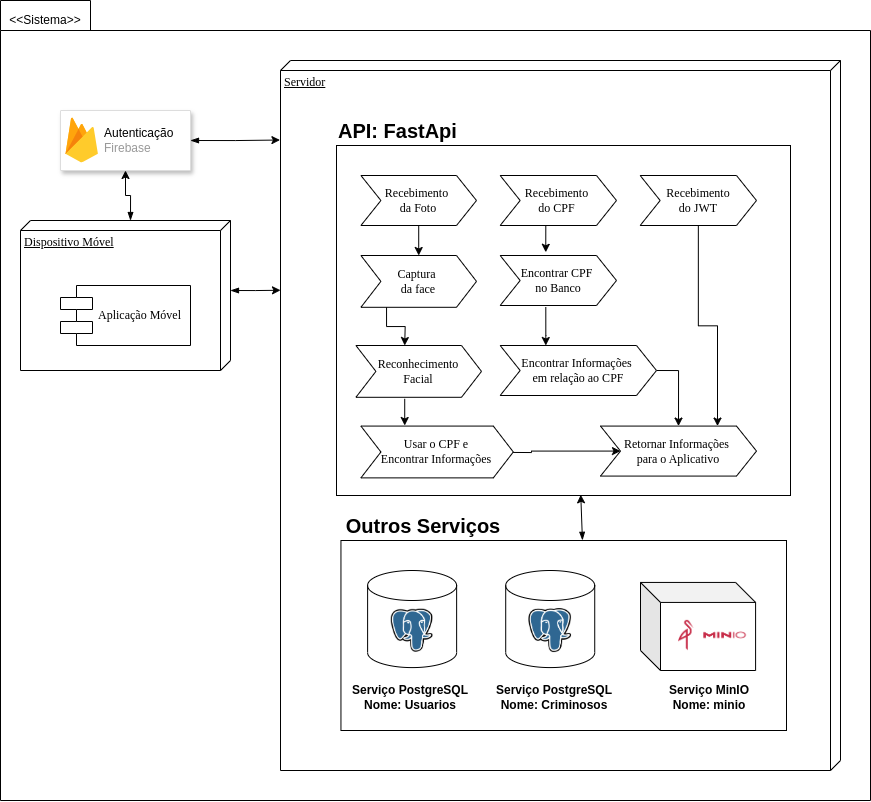 <<Sistema>>
Servidor
Autenticação
Firebase
Dispositivo Móvel
Aplicação Móvel
API: FastApi
Recebimento
da Foto
Recebimento
do CPF
Recebimento
do JWT
Captura
da face
Encontrar CPF
no Banco
Reconhecimento
Facial
Encontrar Informações
em relação ao CPF
Usar o CPF e
Encontrar Informações
Retornar Informações
para o Aplicativo
Outros Serviços
MINIO
Serviço PostgreSQL
Nome: Usuarios
Serviço PostgreSQL
Nome: Criminosos
Serviço MinIO
Nome: minio